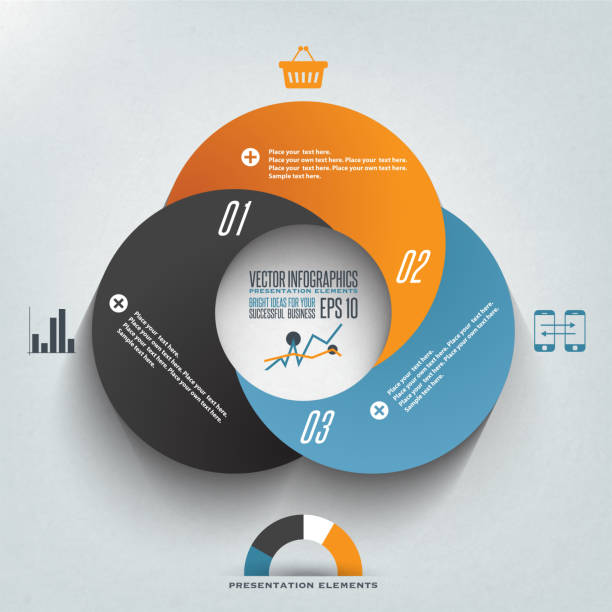 Place your text here.
Place your own text here. Place your text here.
Place your own text here. Place your own text here.
Sample text here.
01
02
VECTOR INFOGRAPHICS
PRESENTATION ELEMENTS
BRIGHT IDEAS FOR YOUR
SUCCESSFUL BUSINESS
EPS 10
Place your text here.
Place your own text here. Place your text here.
Place your own text here. Place your own text here.
Sample text here.
Place your text here.
Place your own text here. Place your text here.
Place your own text here. Place your own text here.
Sample text here.
03
PRESENTATION ELEMENTS